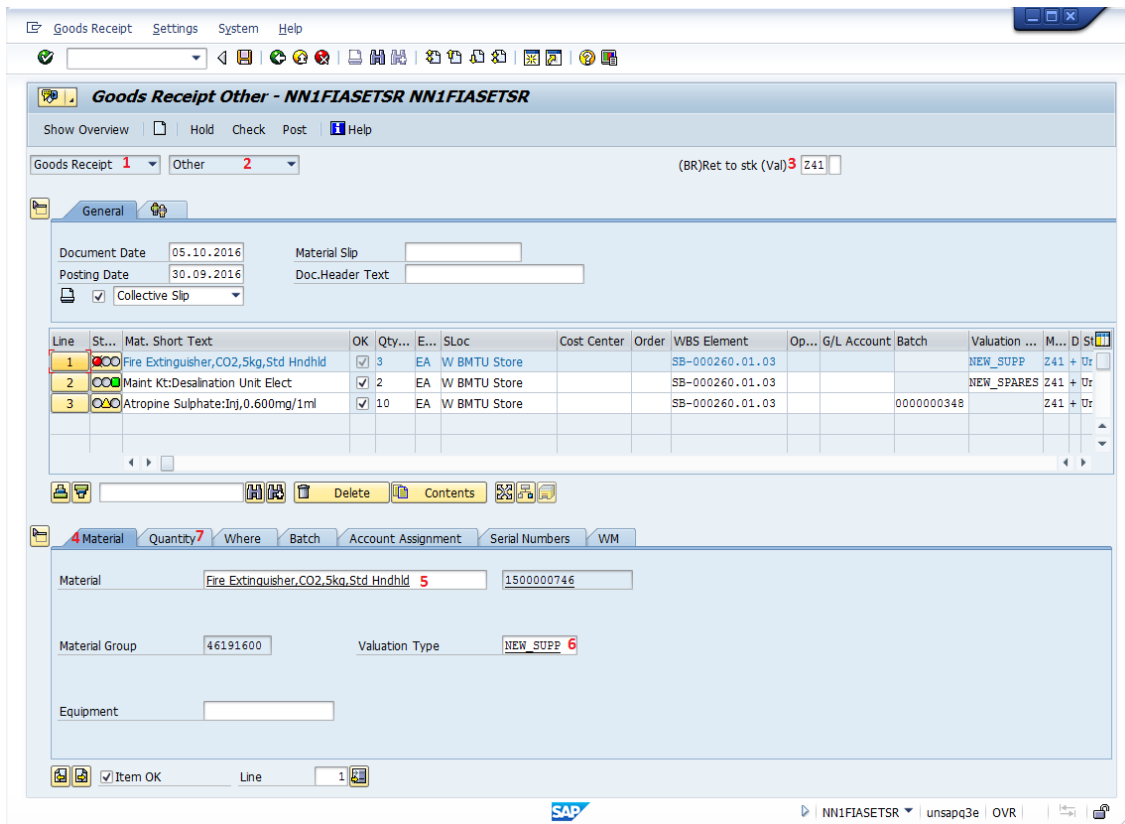 Goods Receipt Settings System Help
Goods Receipt Other - NN1FIASETSR NN1FIASETSR
Show Overview Hold Check Post Help
Goods Receipt 1 Other 2 (BR)Ret to stk (Val) 3 Z41
General
Document Date 05.10.2016 Material Slip
Posting Date 30.09.2016 Doc.Header Text
Collective Slip
Line St... Mat. Short Text OK Qty... E... SLoc Cost Center Order WBS Element Op... G/L Account Batch Valuation ... M... D St
1 Fire Extinguisher,CO2,5kg,Std Hndhld 3 EA W BMTU Store SB-000260.01.03 NEW_SUPP Z41 + Ur
2 Maint Kt:Desalination Unit Elect 2 EA W BMTU Store SB-000260.01.03 NEW_SPARES Z41 + Ur
3 Atropine Sulphate:Inj,0.600mg/1ml 10 EA W BMTU Store SB-000260.01.03 0000000348 Z41 + Ur
Delete Contents
4 Material Quantity 7 Where Batch Account Assignment Serial Numbers WM
Material Fire Extinguisher,CO2,5kg,Std Hndhld 5 1500000746
Material Group 46191600 Valuation Type NEW_SUPP 6
Equipment
Item OK Line 1
SAP NN1FIASETSR unsapq3e OVR